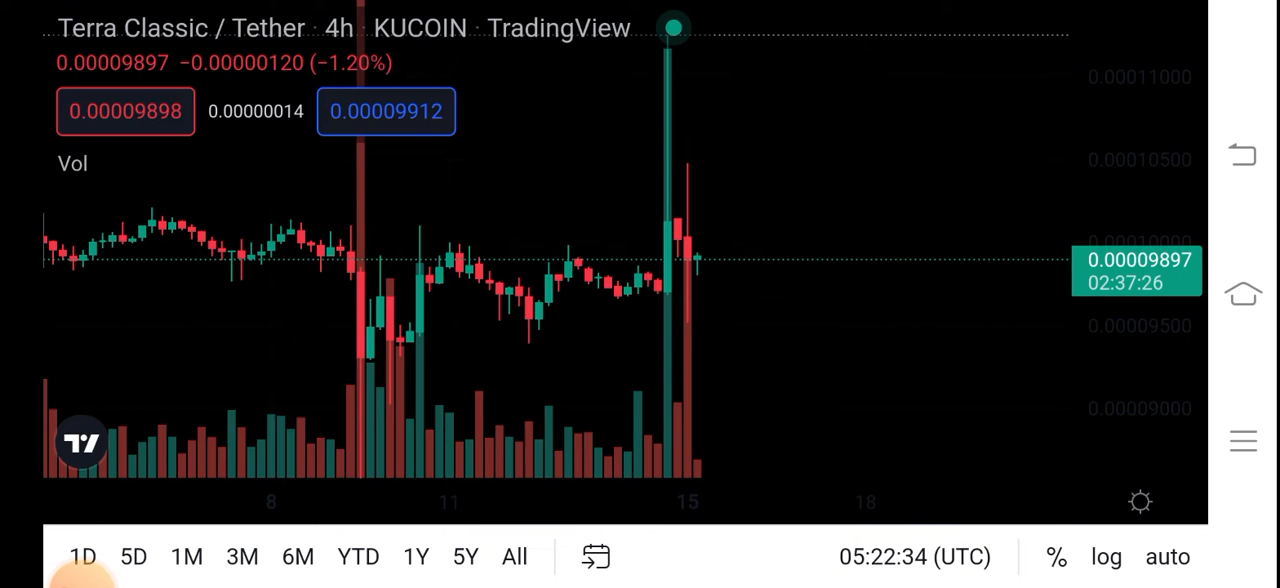 Terra Classic / Tether · 4h · KUCOIN · TradingView
0.00009897 −0.00000120 (−1.20%)
0.00009898 0.00000014 0.00009912
Vol
0.00011000
0.00010500
0.00010000
0.00009897
02:37:26
0.00009500
0.00009000
8 11 15 18
1D 5D 1M 3M 6M YTD 1Y 5Y All 05:22:34 (UTC) % log auto